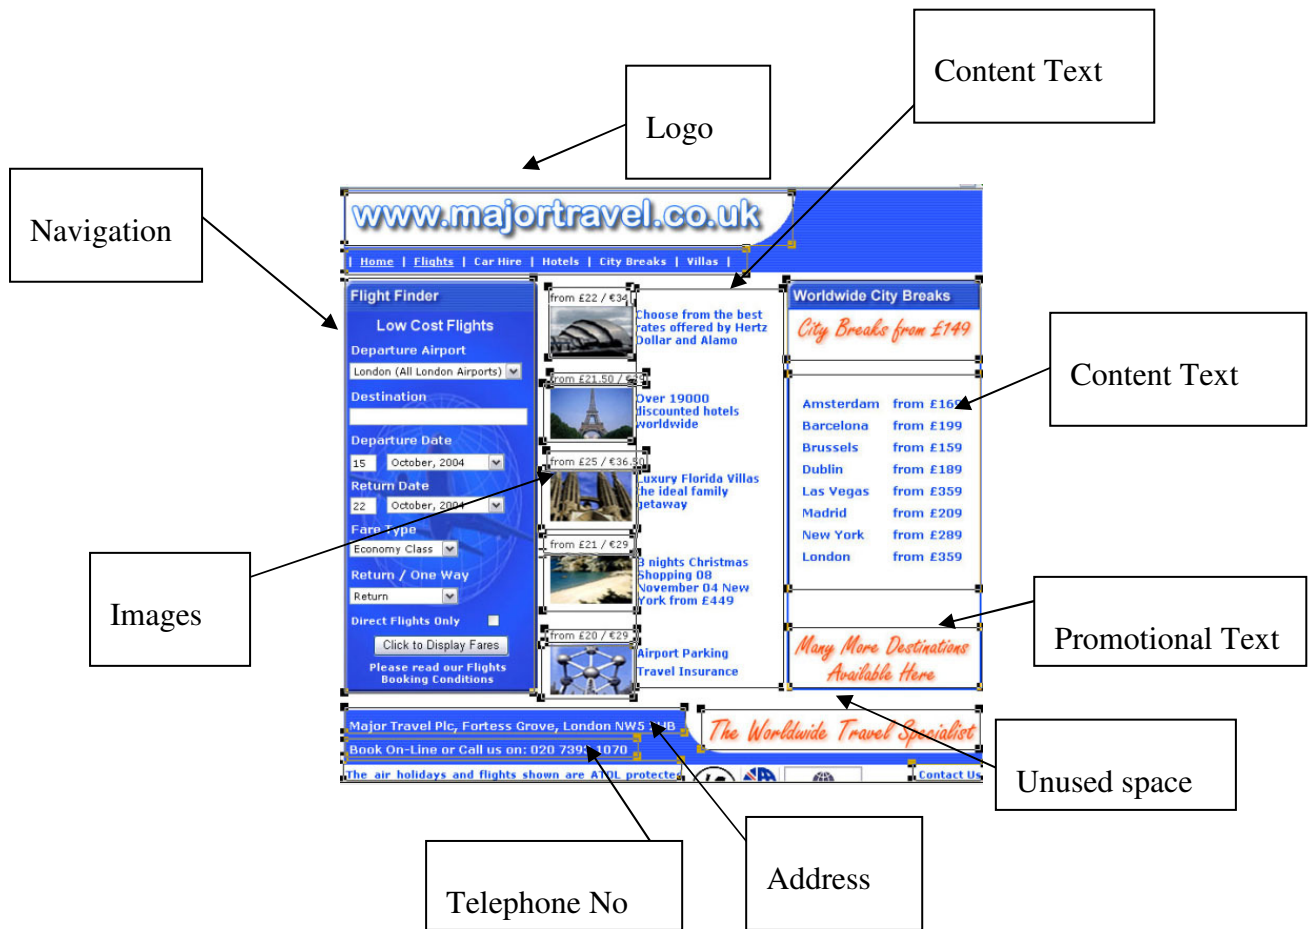 Content Text
Logo
Navigation
www.majortravel.co.uk
| Home | Flights | Car Hire | Hotels | City Breaks | Villas |
Flight Finder
Low Cost Flights
Departure Airport
London (All London Airports)
Destination
Departure Date
15 October, 2004
Return Date
22 October, 2004
Fare Type
Economy Class
Return / One Way
Return
Direct Flights Only
Click to Display Fares
Please read our Flights
Booking Conditions
from £22 / €34
Choose from the best
rates offered by Hertz
Dollar and Alamo
from £21.50 /
Over 19000
discounted hotels
worldwide
from £25 / €36.50
Luxury Florida Villas
the ideal family
getaway
from £21 / €29
3 nights Christmas
Shopping 08
November 04 New
York from £449
from £20 / €29
Airport Parking
Travel Insurance
Worldwide City Breaks
City Breaks from £149
Amsterdam from £169
Barcelona from £199
Brussels from £159
Dublin from £189
Las Vegas from £359
Madrid from £209
New York from £289
London from £359
Many More Destinations
Available Here
Content Text
Images
Promotional Text
Unused space
Major Travel Plc, Fortess Grove, London NW5
The Worldwide Travel Specialist
Book On-Line or Call us on: 020 7393 1070
The air holidays and flights shown are ATOL protected
Contact Us
Address
Telephone No